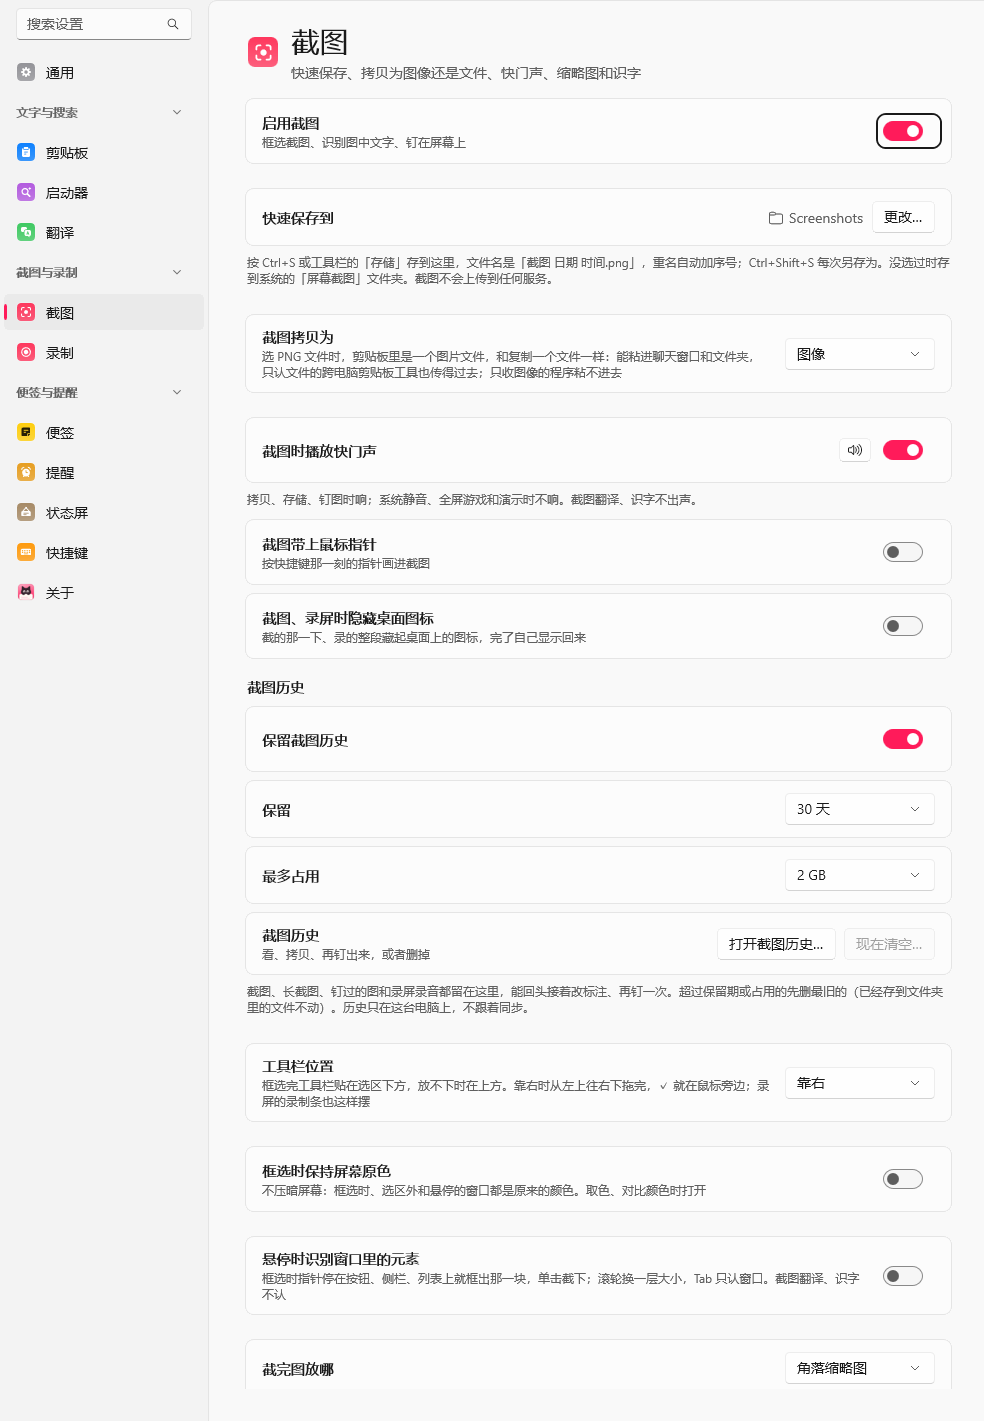 搜索设置
通用
文字与搜索
剪贴板
启动器
翻译
截图与录制
截图
录制
便签与提醒
便签
提醒
状态屏
快捷键
关于
截图
快速保存、拷贝为图像还是文件、快门声、缩略图和识字
启用截图
框选截图、识别图中文字、钉在屏幕上
快速保存到
Screenshots
更改...
按 Ctrl+S 或工具栏的「存储」存到这里，文件名是「截图 日期 时间.png」，重名自动加序号；Ctrl+Shift+S 每次另存为。没选过时存
到系统的「屏幕截图」文件夹。截图不会上传到任何服务。
截图拷贝为
选 PNG 文件时，剪贴板里是一个图片文件，和复制一个文件一样：能粘进聊天窗口和文件夹，
只认文件的跨电脑剪贴板工具也传得过去；只收图像的程序粘不进去
图像
截图时播放快门声
拷贝、存储、钉图时响；系统静音、全屏游戏和演示时不响。截图翻译、识字不出声。
截图带上鼠标指针
按快捷键那一刻的指针画进截图
截图、录屏时隐藏桌面图标
截的那一下、录的整段藏起桌面上的图标，完了自己显示回来
截图历史
保留截图历史
保留
30 天
最多占用
2 GB
截图历史
看、拷贝、再钉出来，或者删掉
打开截图历史...
现在清空...
截图、长截图、钉过的图和录屏录音都留在这里，能回头接着改标注、再钉一次。超过保留期或占用的先删最旧的（已经存到文件夹
里的文件不动）。历史只在这台电脑上，不跟着同步。
工具栏位置
框选完工具栏贴在选区下方，放不下时在上方。靠右时从左上往右下拖完，✓ 就在鼠标旁边；录
屏的录制条也这样摆
靠右
框选时保持屏幕原色
不压暗屏幕：框选时、选区外和悬停的窗口都是原来的颜色。取色、对比颜色时打开
悬停时识别窗口里的元素
框选时指针停在按钮、侧栏、列表上就框出那一块，单击截下；滚轮换一层大小，Tab 只认窗口。截图翻译、识字
不认
截完图放哪
角落缩略图